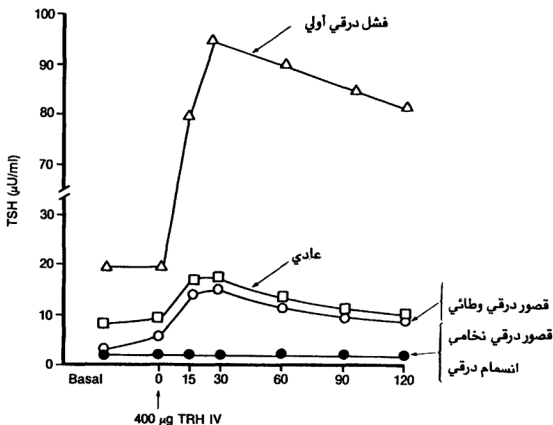 100
90
80
70
30
20
10
0
TSH (μU/ml)
فشل درقي أولي
عادي
قصور درقي وطائي
قصور درقي نخامي
انسمام درقي
Basal 0 15 30 60 90 120
400 μg TRH IV